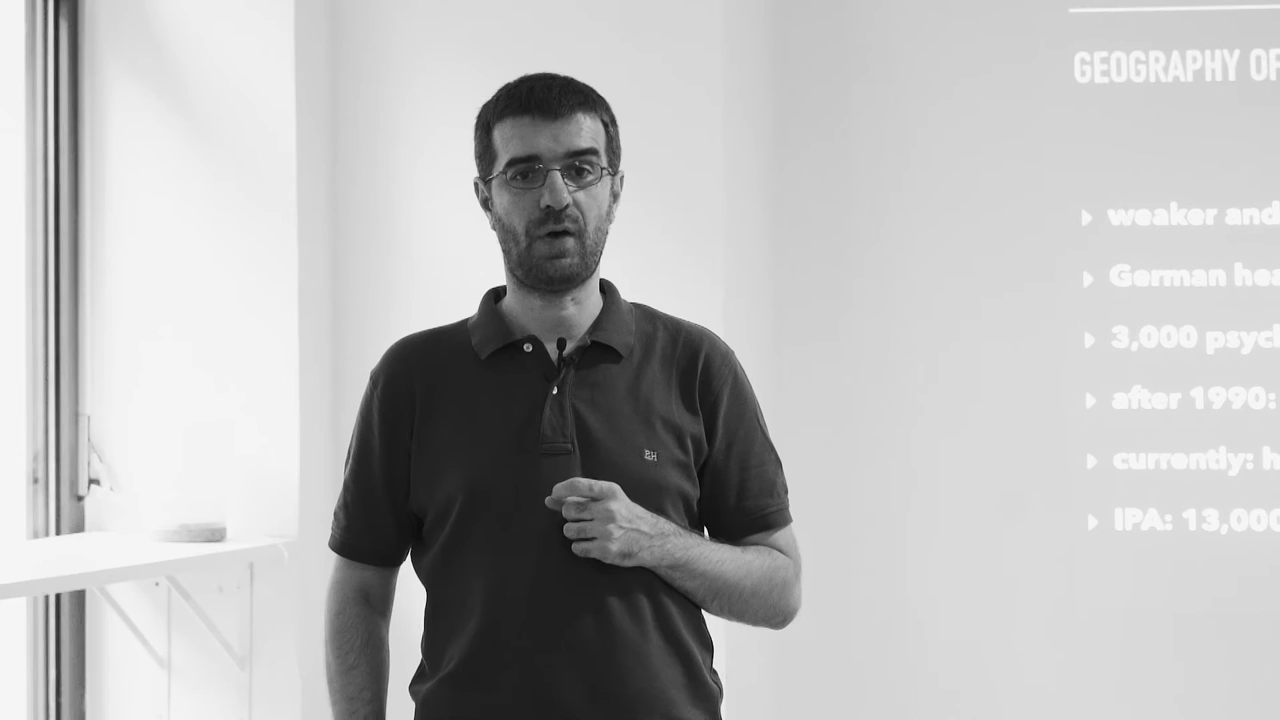 GEOGRAPHY OF
weaker and
German hea
3,000 psych
after 1990:
currently: h
IPA: 13,000